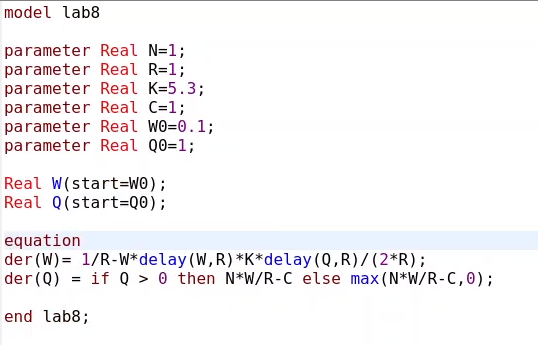 model lab8
parameter Real N=1;
parameter Real R=1;
parameter Real K=5.3;
parameter Real C=1;
parameter Real W0=0.1;
parameter Real Q0=1;
Real W(start=W0);
Real Q(start=Q0);
equation
der(W)= 1/R-W*delay(W,R)*K*delay(Q,R)/(2*R);
der(Q) = if Q > 0 then N*W/R-C else max(N*W/R-C,0);
end lab8;